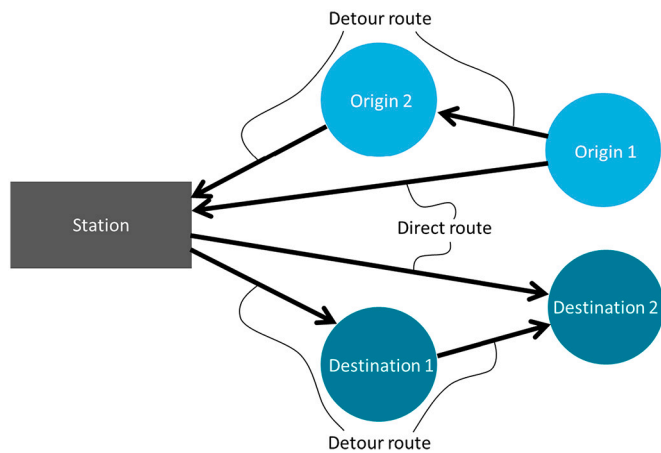 Detour route
Origin 2
Origin 1
Station
Direct route
Destination 2
Destination 1
Detour route